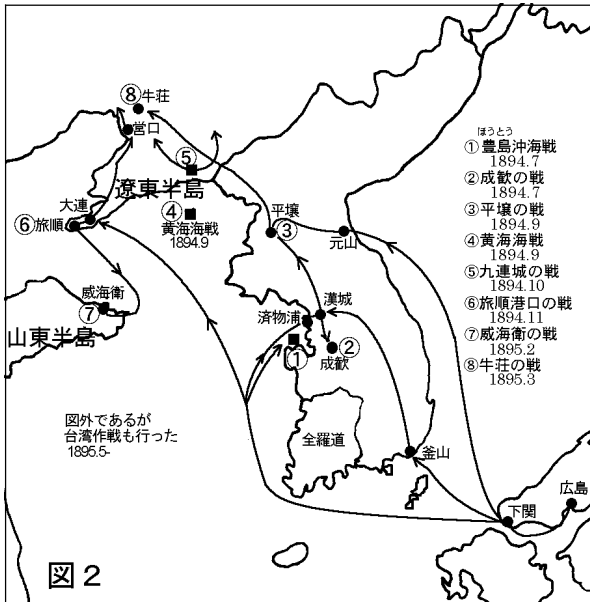 ⑧牛荘
営口
⑤
遼東半島
大連
⑥旅順
④
黄海海戦
1894.9
平壌
③
元山
威海衛
⑦
山東半島
漢城
済物浦
①
②
成歓
図外であるが
台湾作戦も行った
1895.5-
全羅道
釜山
下関
広島
図2
ほうとう
①豊島沖海戦
1894.7
②成歓の戦
1894.7
③平壌の戦
1894.9
④黄海海戦
1894.9
⑤九連城の戦
1894.10
⑥旅順港口の戦
1894.11
⑦威海衛の戦
1895.2
⑧牛荘の戦
1895.3